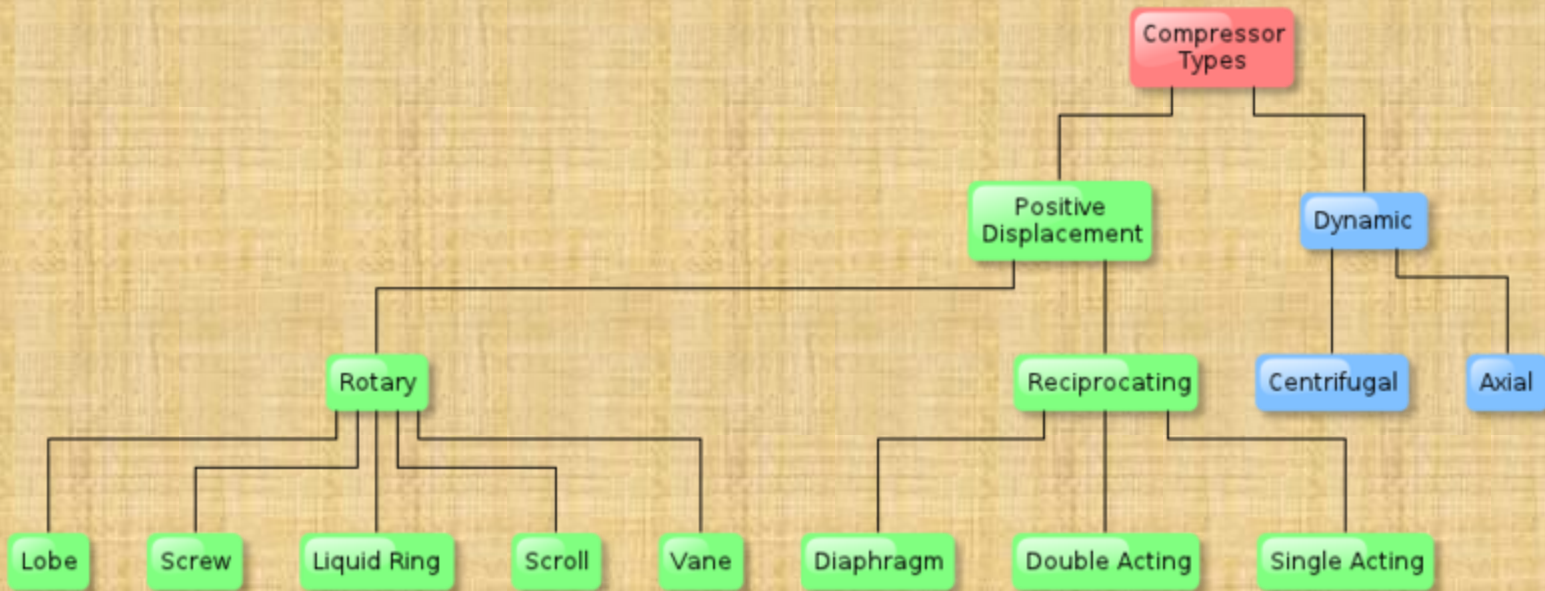 Compressor
Types
Positive
Displacement
Dynamic
Rotary
Reciprocating
Centrifugal
Axial
Lobe
Screw
Liquid Ring
Scroll
Vane
Diaphragm
Double Acting
Single Acting